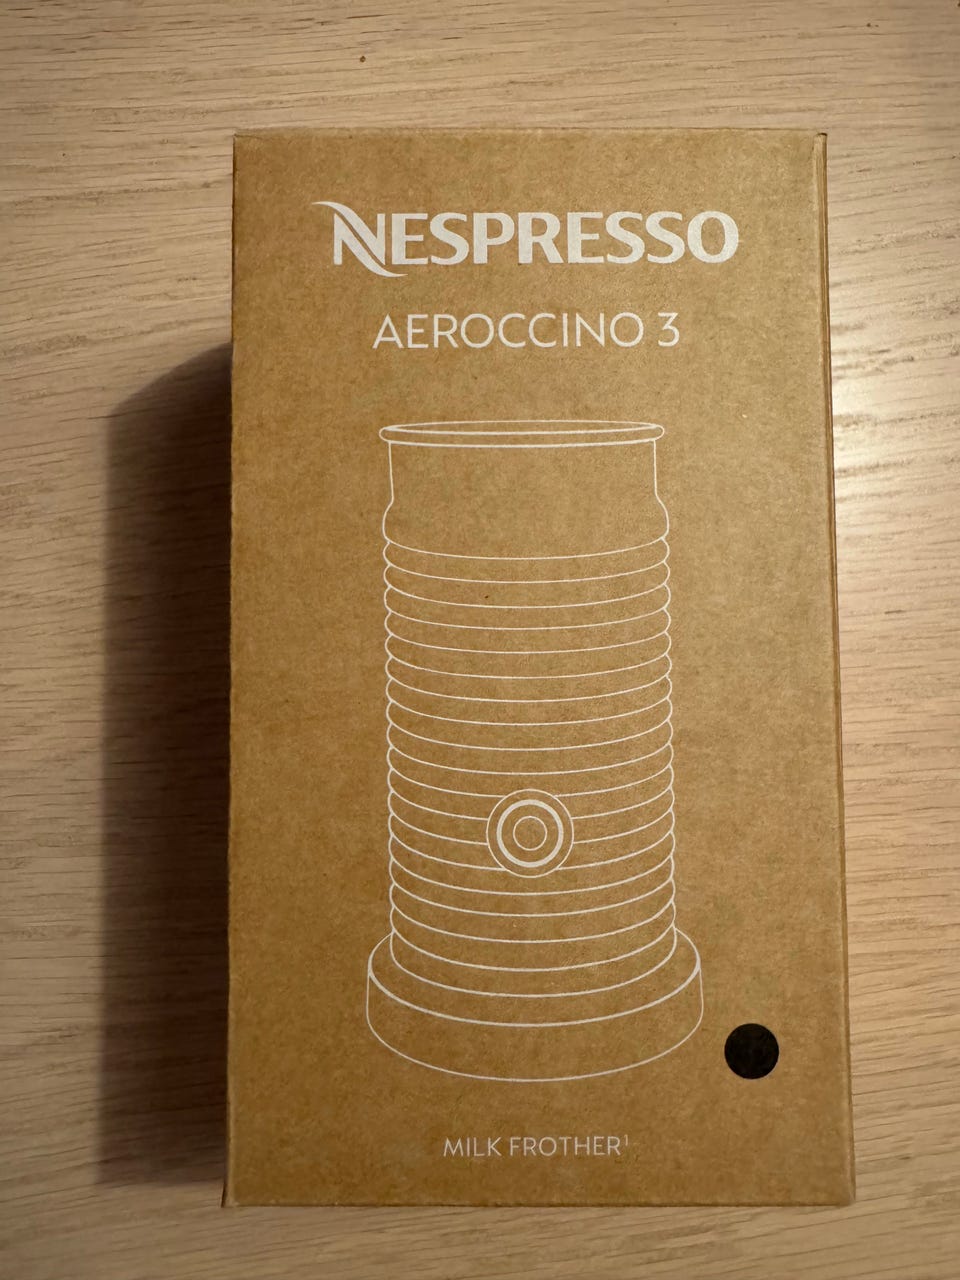 NESPRESSO
AEROCCINO 3
MILK FROTHER¹